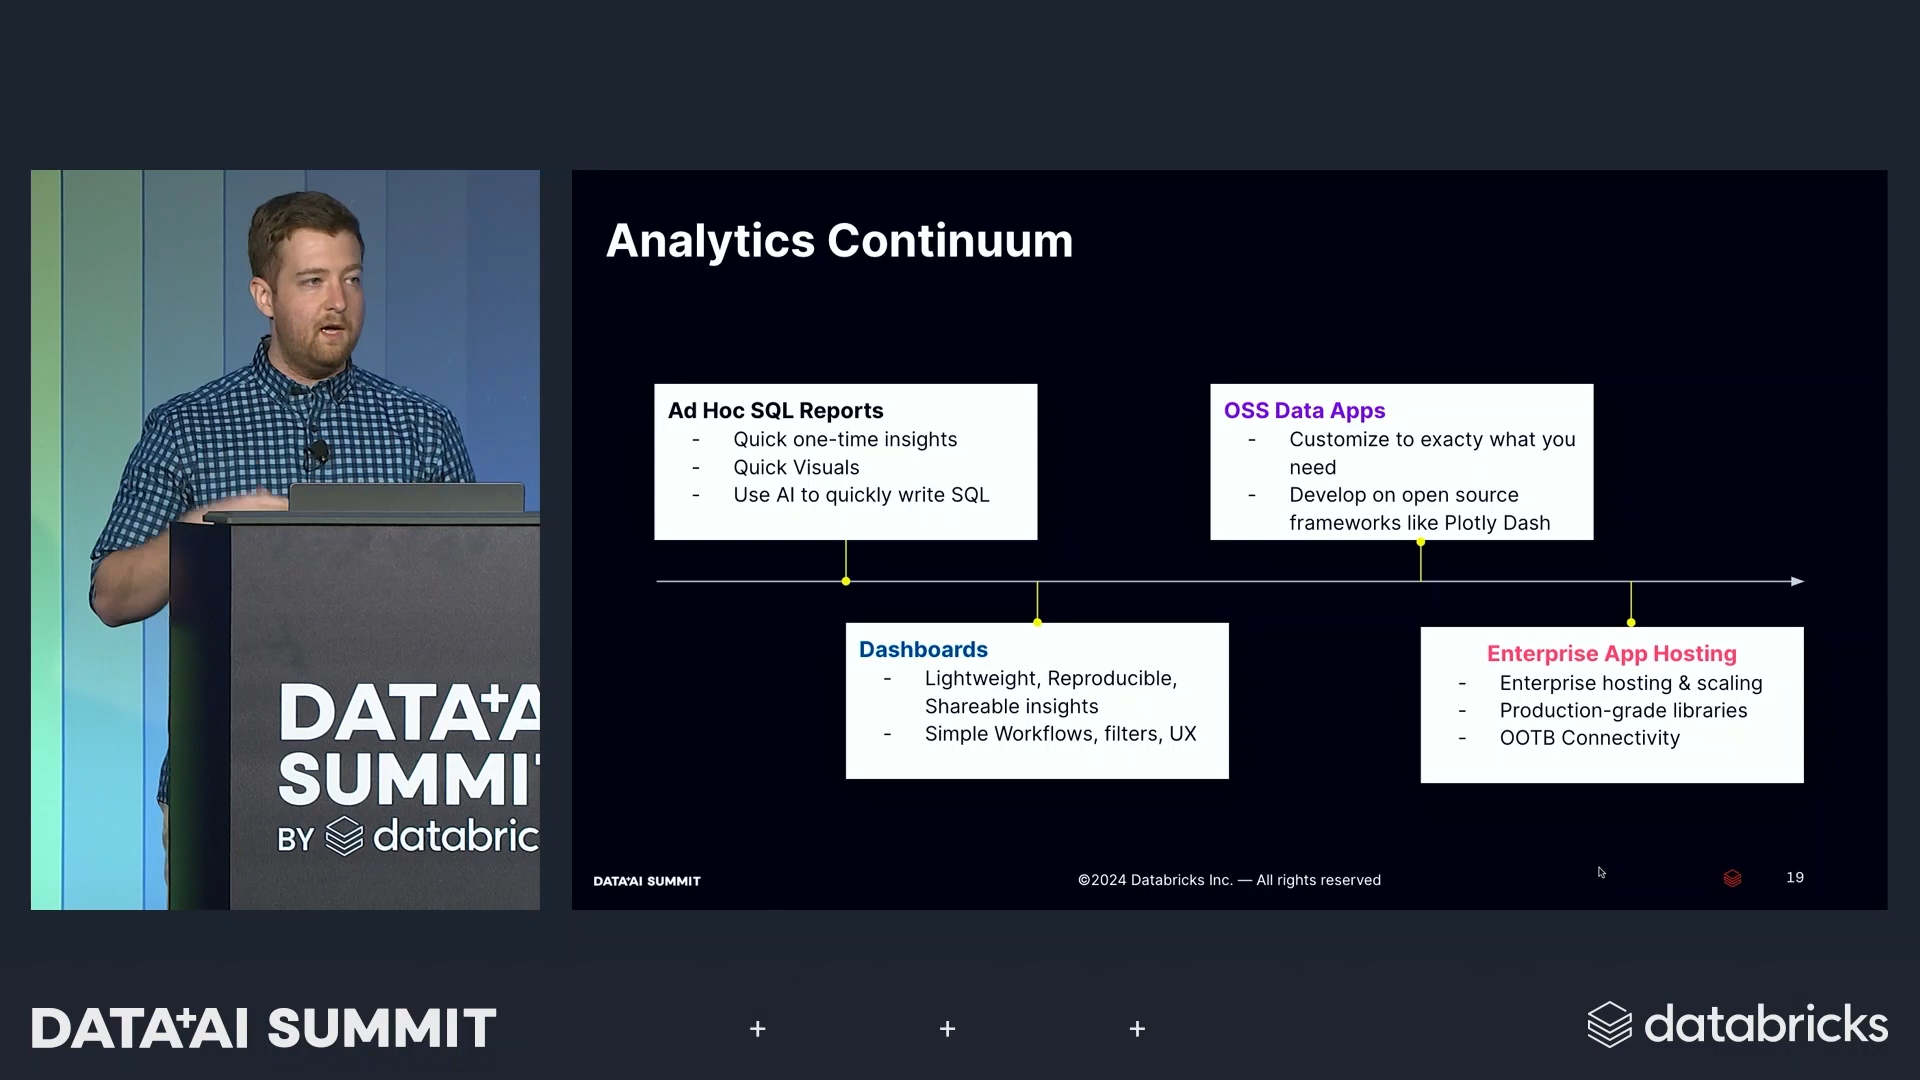 Analytics Continuum
Ad Hoc SQL Reports
- Quick one-time insights
- Quick Visuals
- Use AI to quickly write SQL
OSS Data Apps
- Customize to exacty what you
need
- Develop on open source
frameworks like Plotly Dash
Dashboards
- Lightweight, Reproducible,
Shareable insights
- Simple Workflows, filters, UX
Enterprise App Hosting
- Enterprise hosting & scaling
- Production-grade libraries
- OOTB Connectivity
DATA+AI SUMMIT
©2024 Databricks Inc. — All rights reserved
19
DATA+A
SUMMI
BY databric
DATA+AI SUMMIT
databricks